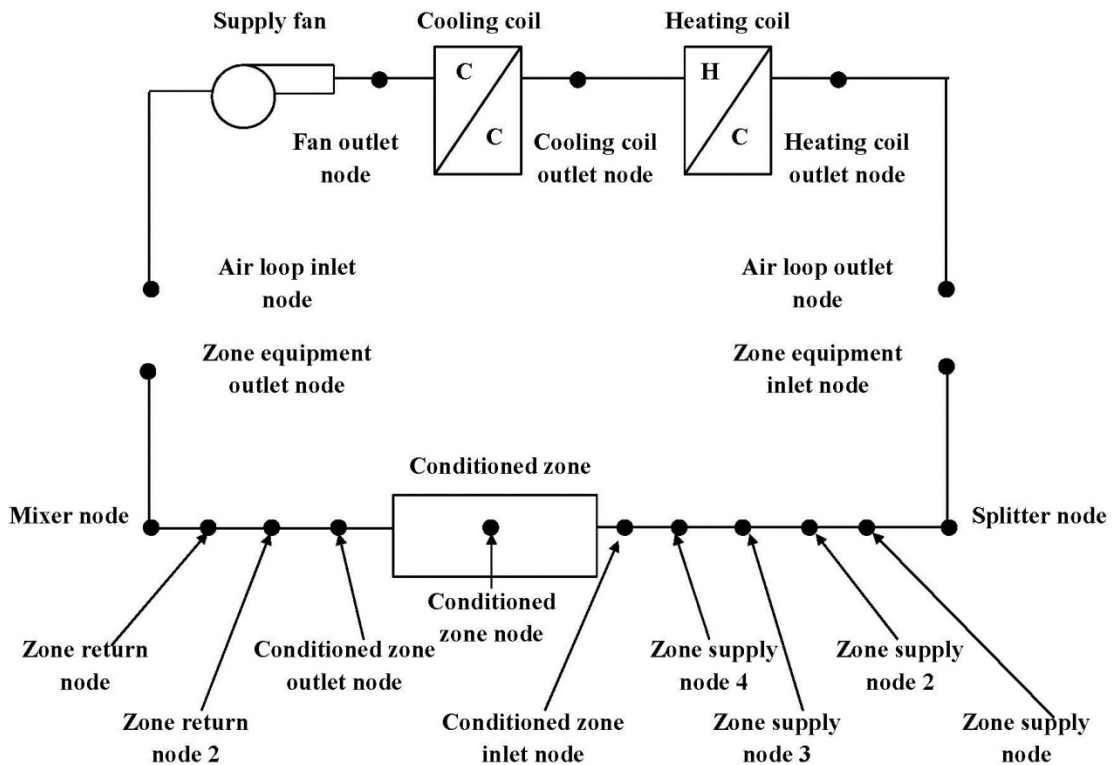 Supply fan
Cooling coil
Heating coil
C
C
H
C
Fan outlet
node
Cooling coil
outlet node
Heating coil
outlet node
Air loop inlet
node
Air loop outlet
node
Zone equipment
outlet node
Zone equipment
inlet node
Conditioned zone
Mixer node
Splitter node
Conditioned
zone node
Zone return
node
Conditioned zone
outlet node
Zone supply
node 4
Zone supply
node 2
Zone return
node 2
Conditioned zone
inlet node
Zone supply
node 3
Zone supply
node